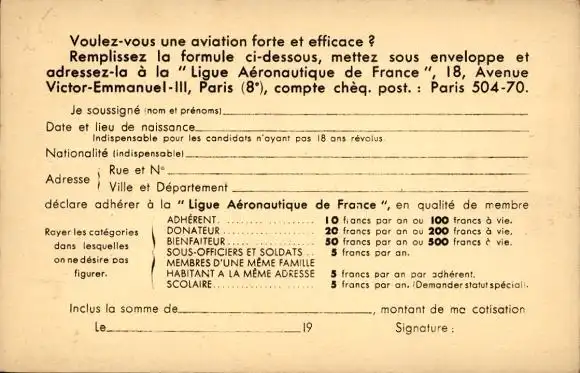 Voulez-vous une aviation forte et efficace ?
Remplissez la formule ci-dessous, mettez sous enveloppe et
adressez-la à la " Ligue Aéronautique de France ", 18, Avenue
Victor-Emmanuel-III, Paris (8e), compte chèq. post. : Paris 504-70.
Je soussigné (nom et prénoms)
Date et lieu de naissance
Indispensable pour les candidats n'ayant pas 18 ans révolus
Nationalité (indispensable)
Adresse
Rue et N°
Ville et Département
déclare adhérer à la " Ligue Aéronautique de France ", en qualité de membre
Rayer les catégories
dans lesquelles
on ne désire pas
figurer.
ADHÉRENT. 10 francs par an ou 100 francs à vie.
DONATEUR. 20 francs par an ou 200 francs à vie.
BIENFAITEUR. 50 francs par an ou 500 francs à vie.
SOUS-OFFICIERS ET SOLDATS .. 5 francs par an.
MEMBRES D'UNE MÊME FAMILLE
HABITANT A LA MÊME ADRESSE 5 francs par an par adhérent.
SCOLAIRE. 5 francs par an. (Demander statut spécial).
Inclus la somme de , montant de ma cotisation
Le 19 Signature :